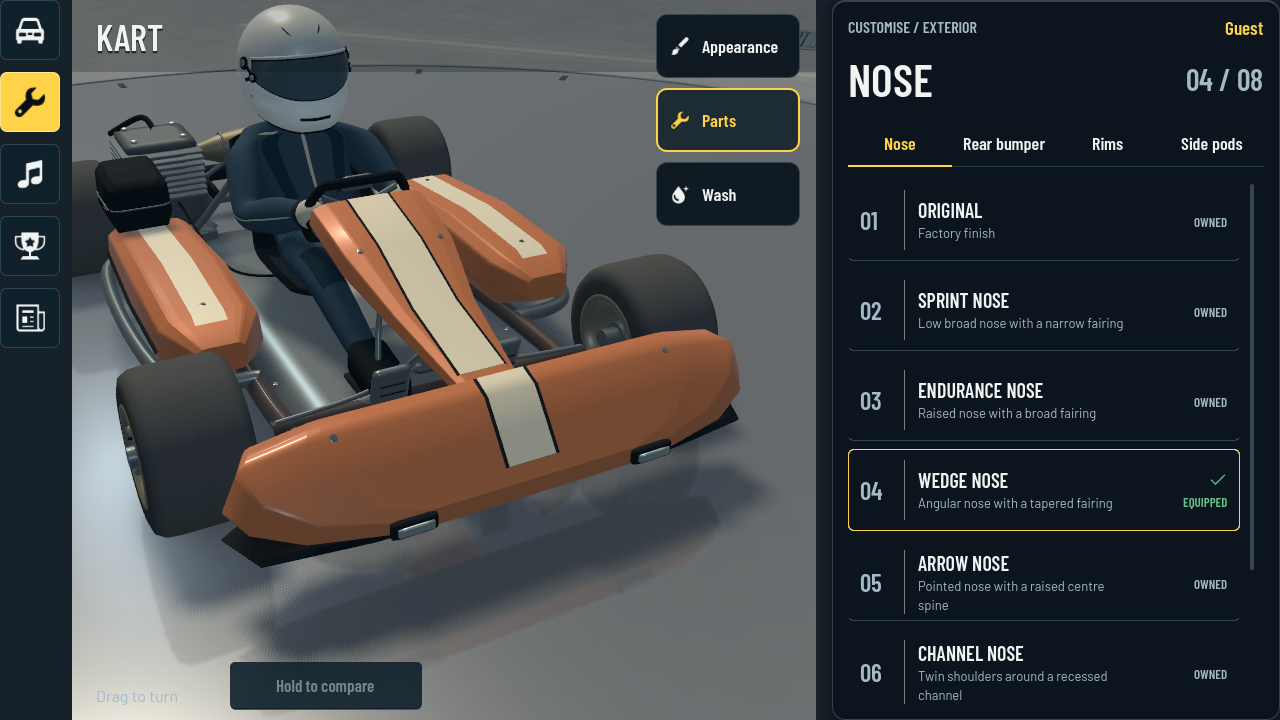 KART
Appearance
Parts
Wash
Drag to turn
Hold to compare
CUSTOMISE / EXTERIOR
Guest
NOSE
04 / 08
Nose
Rear bumper
Rims
Side pods
01
ORIGINAL
Factory finish
OWNED
02
SPRINT NOSE
Low broad nose with a narrow fairing
OWNED
03
ENDURANCE NOSE
Raised nose with a broad fairing
OWNED
04
WEDGE NOSE
Angular nose with a tapered fairing
EQUIPPED
05
ARROW NOSE
Pointed nose with a raised centre
spine
OWNED
06
CHANNEL NOSE
Twin shoulders around a recessed
channel
OWNED